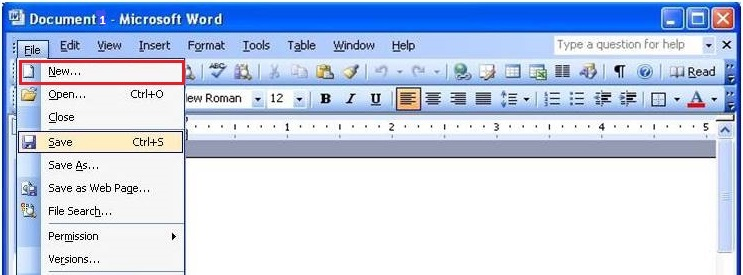 Document 1 - Microsoft Word
File Edit View Insert Format Tools Table Window Help Type a question for help
New...
Read
Open... Ctrl+O
New Roman 12 B I U A
Close
Save Ctrl+S
1 2 3 4 5
Save As...
Save as Web Page...
File Search...
Permission
Versions...